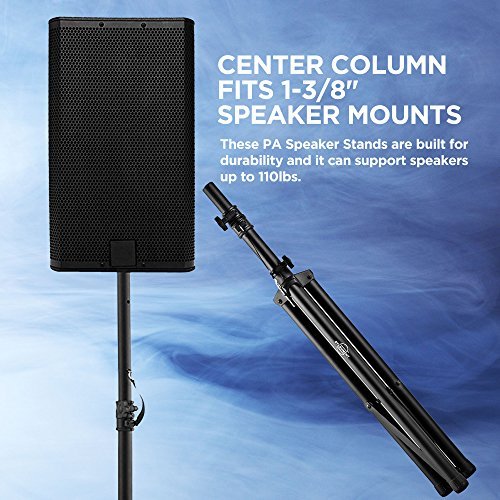 CENTER COLUMN
FITS 1-3/8"
SPEAKER MOUNTS
These PA Speaker Stands are built for
durability and it can support speakers
up to 110lbs.